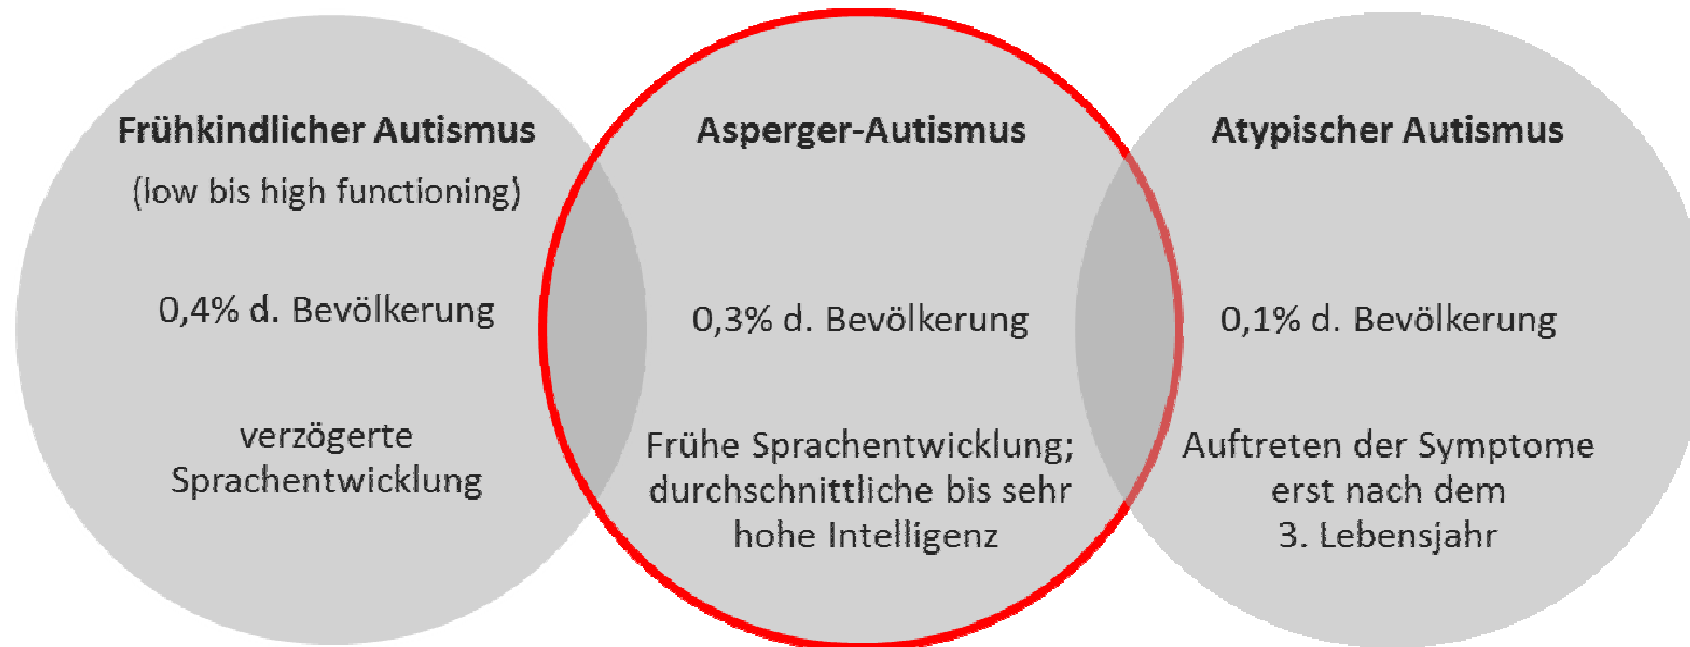 Frühkindlicher Autismus
(low bis high functioning)
0,4% d. Bevölkerung
verzögerte
Sprachentwicklung
Asperger-Autismus
0,3% d. Bevölkerung
Frühe Sprachentwicklung;
durchschnittliche bis sehr
hohe Intelligenz
Atypischer Autismus
0,1% d. Bevölkerung
Auftreten der Symptome
erst nach dem
3. Lebensjahr